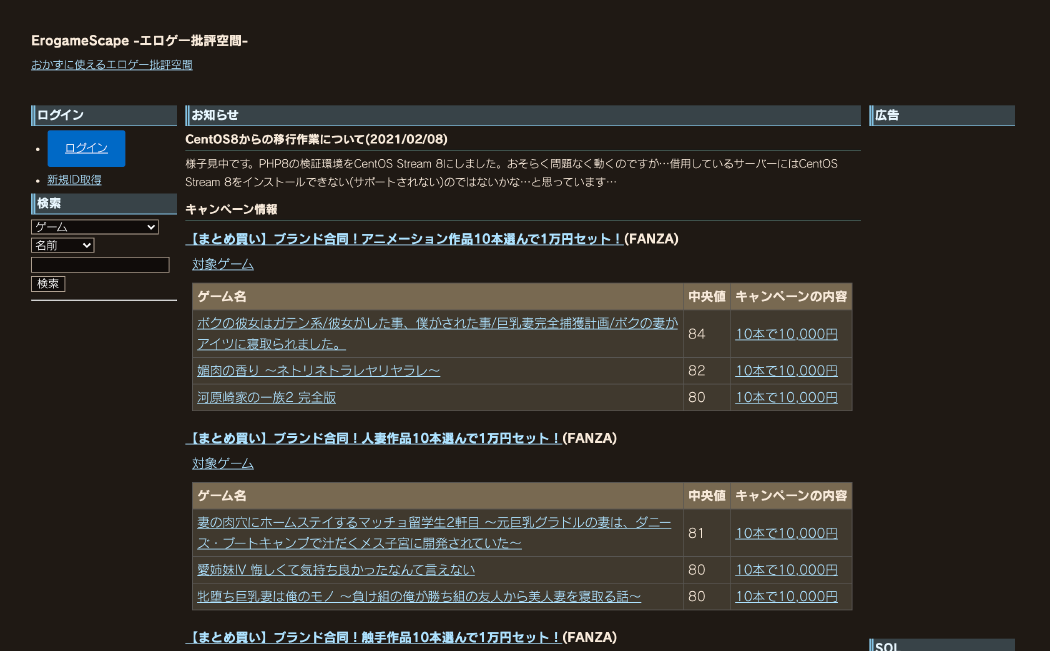 ErogameScape -エロゲー批評空間-
おかずに使えるエロゲー批評空間
ログイン
ログイン
新規ID取得
検索
ゲーム
名前
検索
お知らせ
CentOS8からの移行作業について(2021/02/08)
様子見中です。PHP8の検証環境をCentOS Stream 8にしました。おそらく問題なく動くのですが…借用しているサーバーにはCentOS
Stream 8をインストールできない(サポートされない)のではないかな…と思っています…
キャンペーン情報
【まとめ買い】ブランド合同！アニメーション作品10本選んで1万円セット！(FANZA)
対象ゲーム
ゲーム名 中央値 キャンペーンの内容
ボクの彼女はガテン系/彼女がした事、僕がされた事/巨乳妻完全捕獲計画/ボクの妻が
アイツに寝取られました。 84 10本で10,000円
媚肉の香り ～ネトリネトラレヤリヤラレ～ 82 10本で10,000円
河原崎家の一族2 完全版 80 10本で10,000円
【まとめ買い】ブランド合同！人妻作品10本選んで1万円セット！(FANZA)
対象ゲーム
ゲーム名 中央値 キャンペーンの内容
妻の肉穴にホームステイするマッチョ留学生2軒目 ～元巨乳グラドルの妻は、ダニー
ズ・ブートキャンプで汁だくメス子宮に開発されていた～ 81 10本で10,000円
愛姉妹IV 悔しくて気持ち良かったなんて言えない 80 10本で10,000円
牝堕ち巨乳妻は俺のモノ ～負け組の俺が勝ち組の友人から美人妻を寝取る話～ 80 10本で10,000円
【まとめ買い】ブランド合同！触手作品10本選んで1万円セット！(FANZA)
広告
SQL